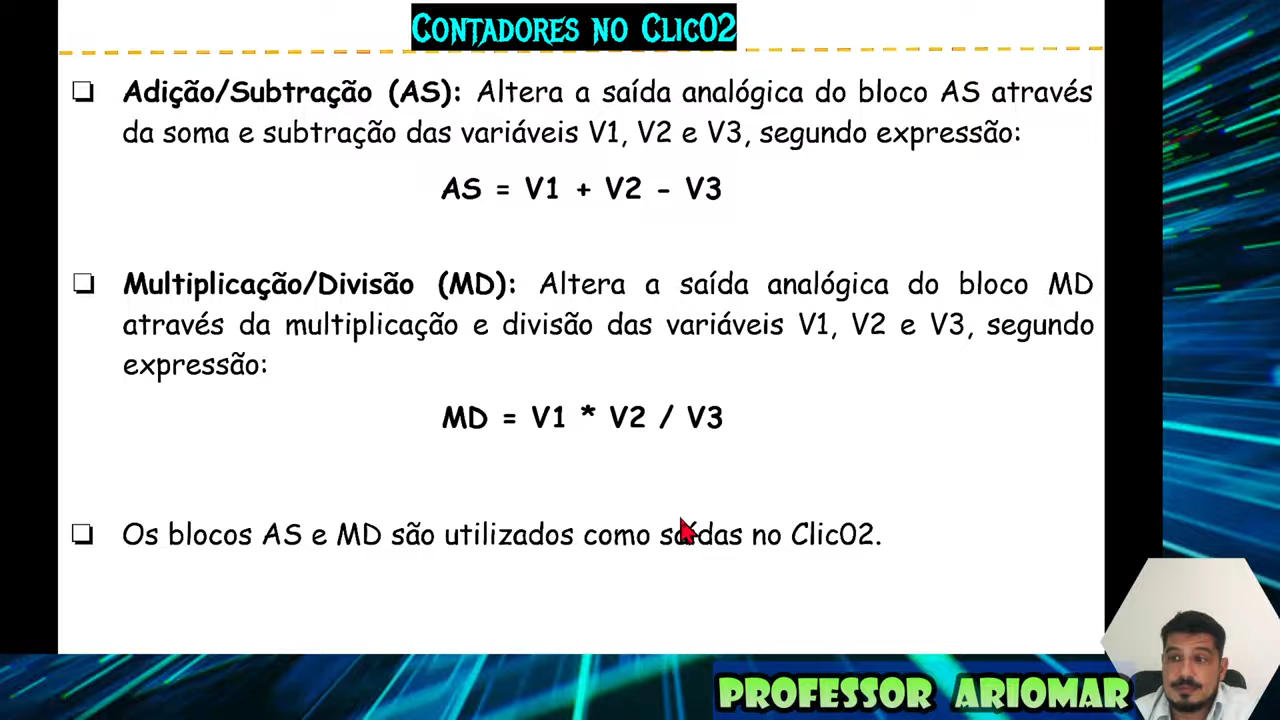 CONTADORES NO CLIC02
❏ Adição/Subtração (AS): Altera a saída analógica do bloco AS através
da soma e subtração das variáveis V1, V2 e V3, segundo expressão:
AS = V1 + V2 - V3
❏ Multiplicação/Divisão (MD): Altera a saída analógica do bloco MD
através da multiplicação e divisão das variáveis V1, V2 e V3, segundo
expressão:
MD = V1 * V2 / V3
❏ Os blocos AS e MD são utilizados como saídas no Clic02.
PROFESSOR ARIOMAR